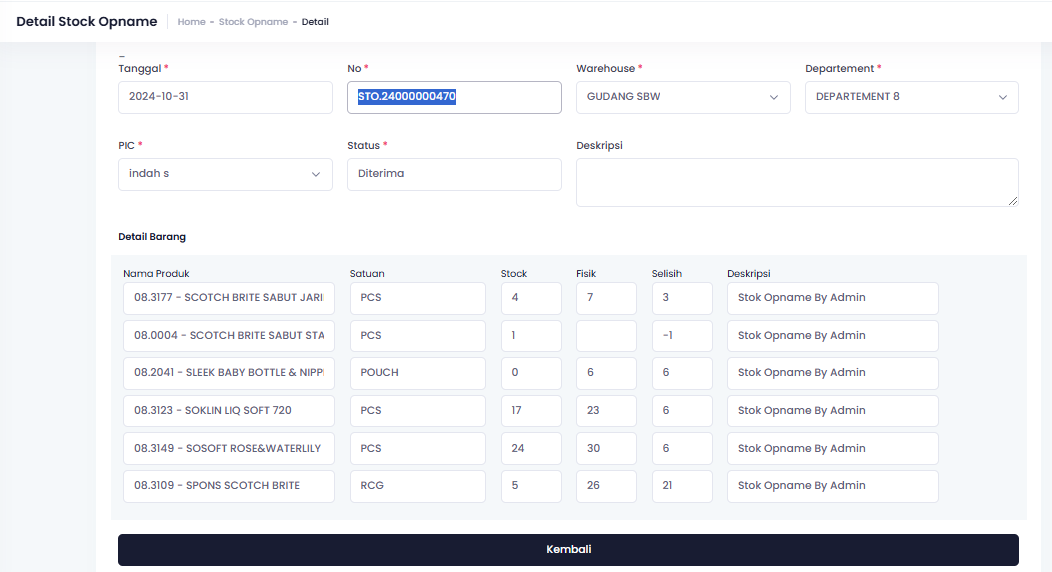 Detail Stock Opname Home - Stock Opname - Detail
Tanggal * No * Warehouse * Departement *
2024-10-31 STO.24000000470 GUDANG SBW DEPARTEMENT 8
PIC * Status * Deskripsi
indah s Diterima
Detail Barang
Nama Produk Satuan Stock Fisik Selisih Deskripsi
08.3177 - SCOTCH BRITE SABUT JARI PCS 4 7 3 Stok Opname By Admin
08.0004 - SCOTCH BRITE SABUT STA PCS 1 -1 Stok Opname By Admin
08.2041 - SLEEK BABY BOTTLE & NIPP POUCH 0 6 6 Stok Opname By Admin
08.3123 - SOKLIN LIQ SOFT 720 PCS 17 23 6 Stok Opname By Admin
08.3149 - SOSOFT ROSE&WATERLILY PCS 24 30 6 Stok Opname By Admin
08.3109 - SPONS SCOTCH BRITE RCG 5 26 21 Stok Opname By Admin
Kembali